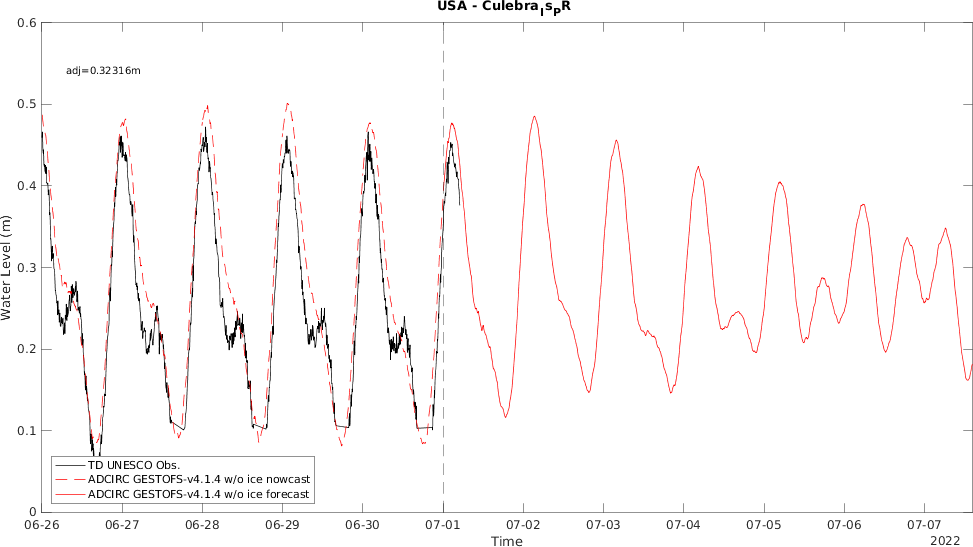 USA - CulebraIsPR
adj=0.32316m
0.6
0.5
0.4
0.3
0.2
0.1
0
Water Level (m)
TD UNESCO Obs.
ADCIRC GESTOFS-v4.1.4 w/o ice nowcast
ADCIRC GESTOFS-v4.1.4 w/o ice forecast
06-26 06-27 06-28 06-29 06-30 07-01 07-02 07-03 07-04 07-05 07-06 07-07
Time
2022